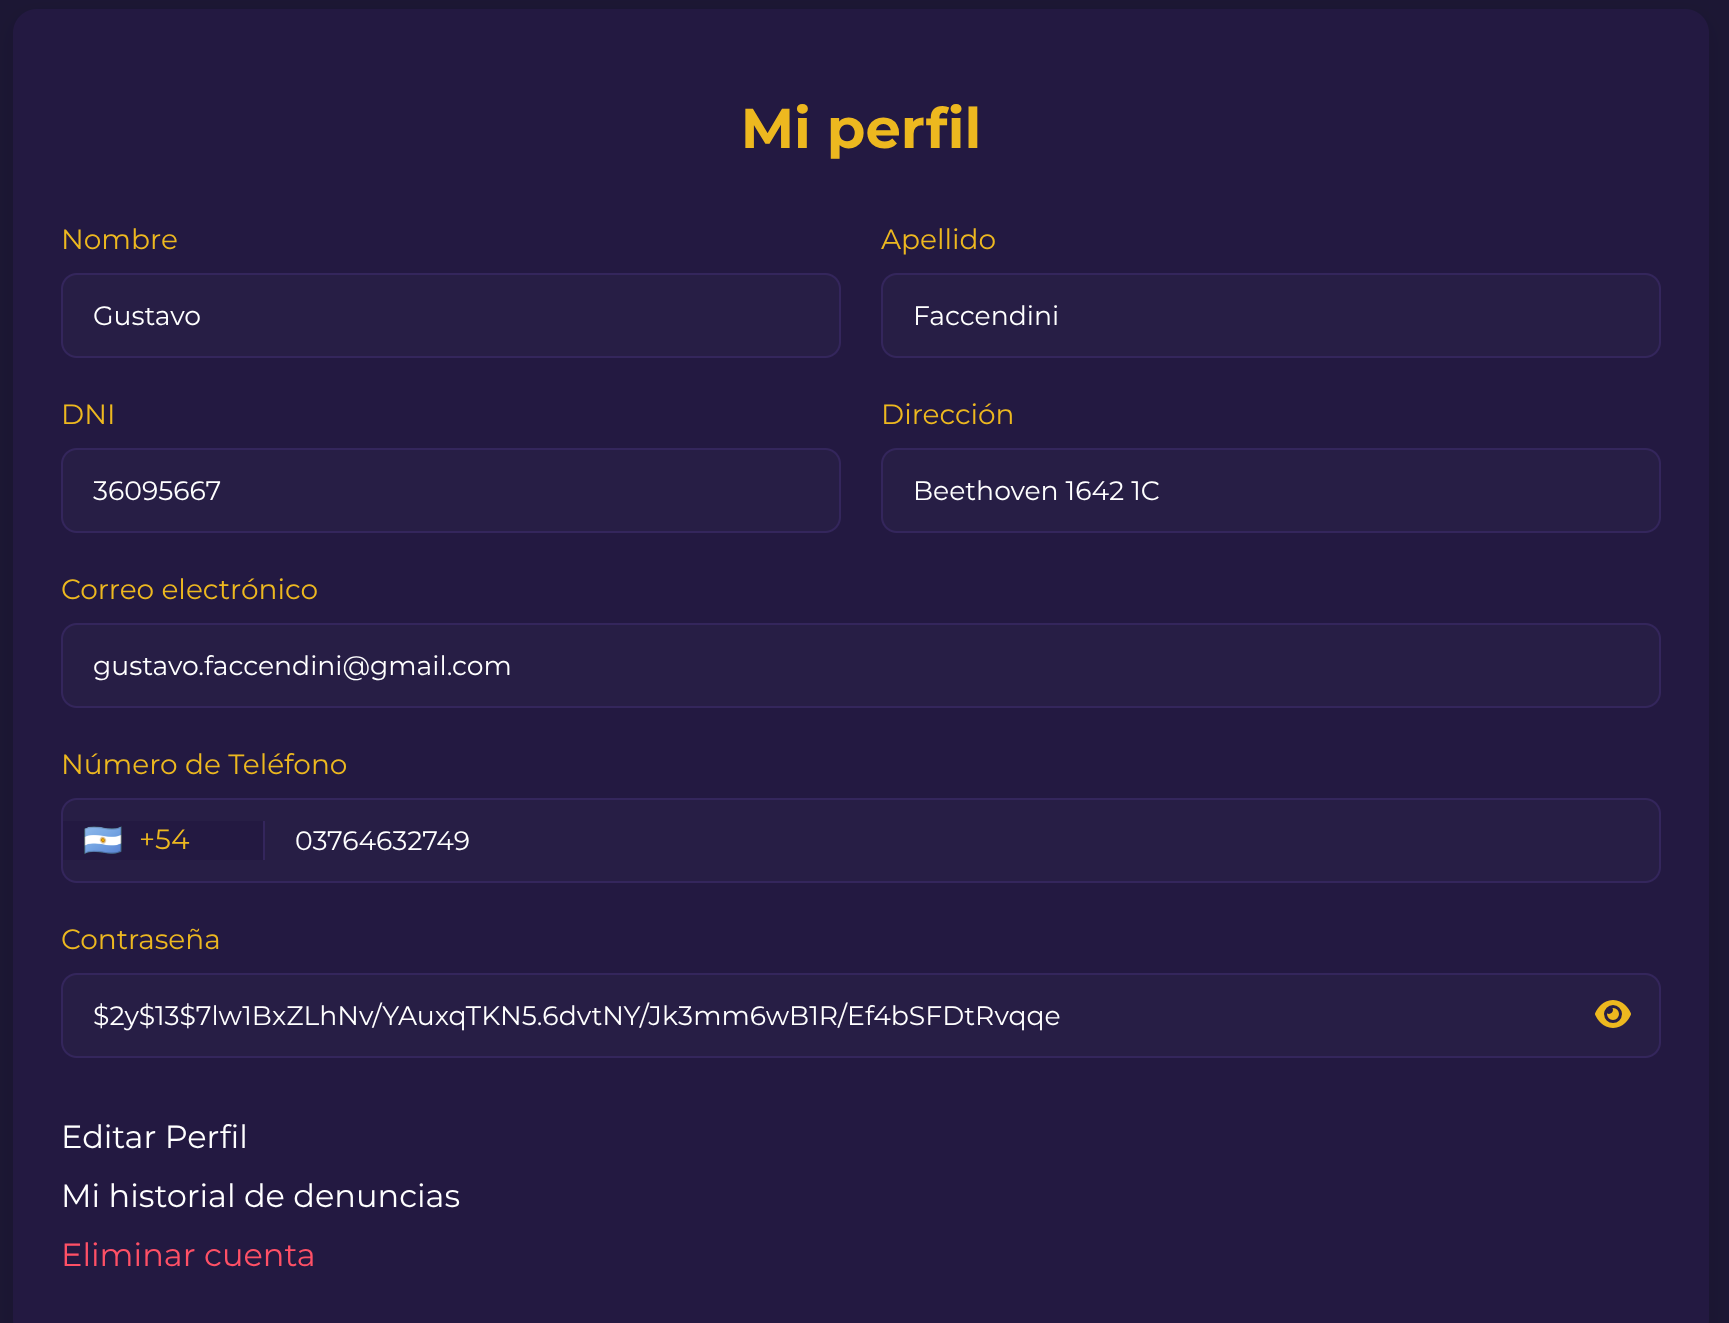 Mi perfil
Nombre
Apellido
Gustavo
Faccendini
DNI
Dirección
36095667
Beethoven 1642 1C
Correo electrónico
gustavo.faccendini@gmail.com
Número de Teléfono
+54 03764632749
Contraseña
$2y$13$7lw1BxZLhNv/YAuxqTKN5.6dvtNY/Jk3mm6wB1R/Ef4bSFDtRvqqe
Editar Perfil
Mi historial de denuncias
Eliminar cuenta